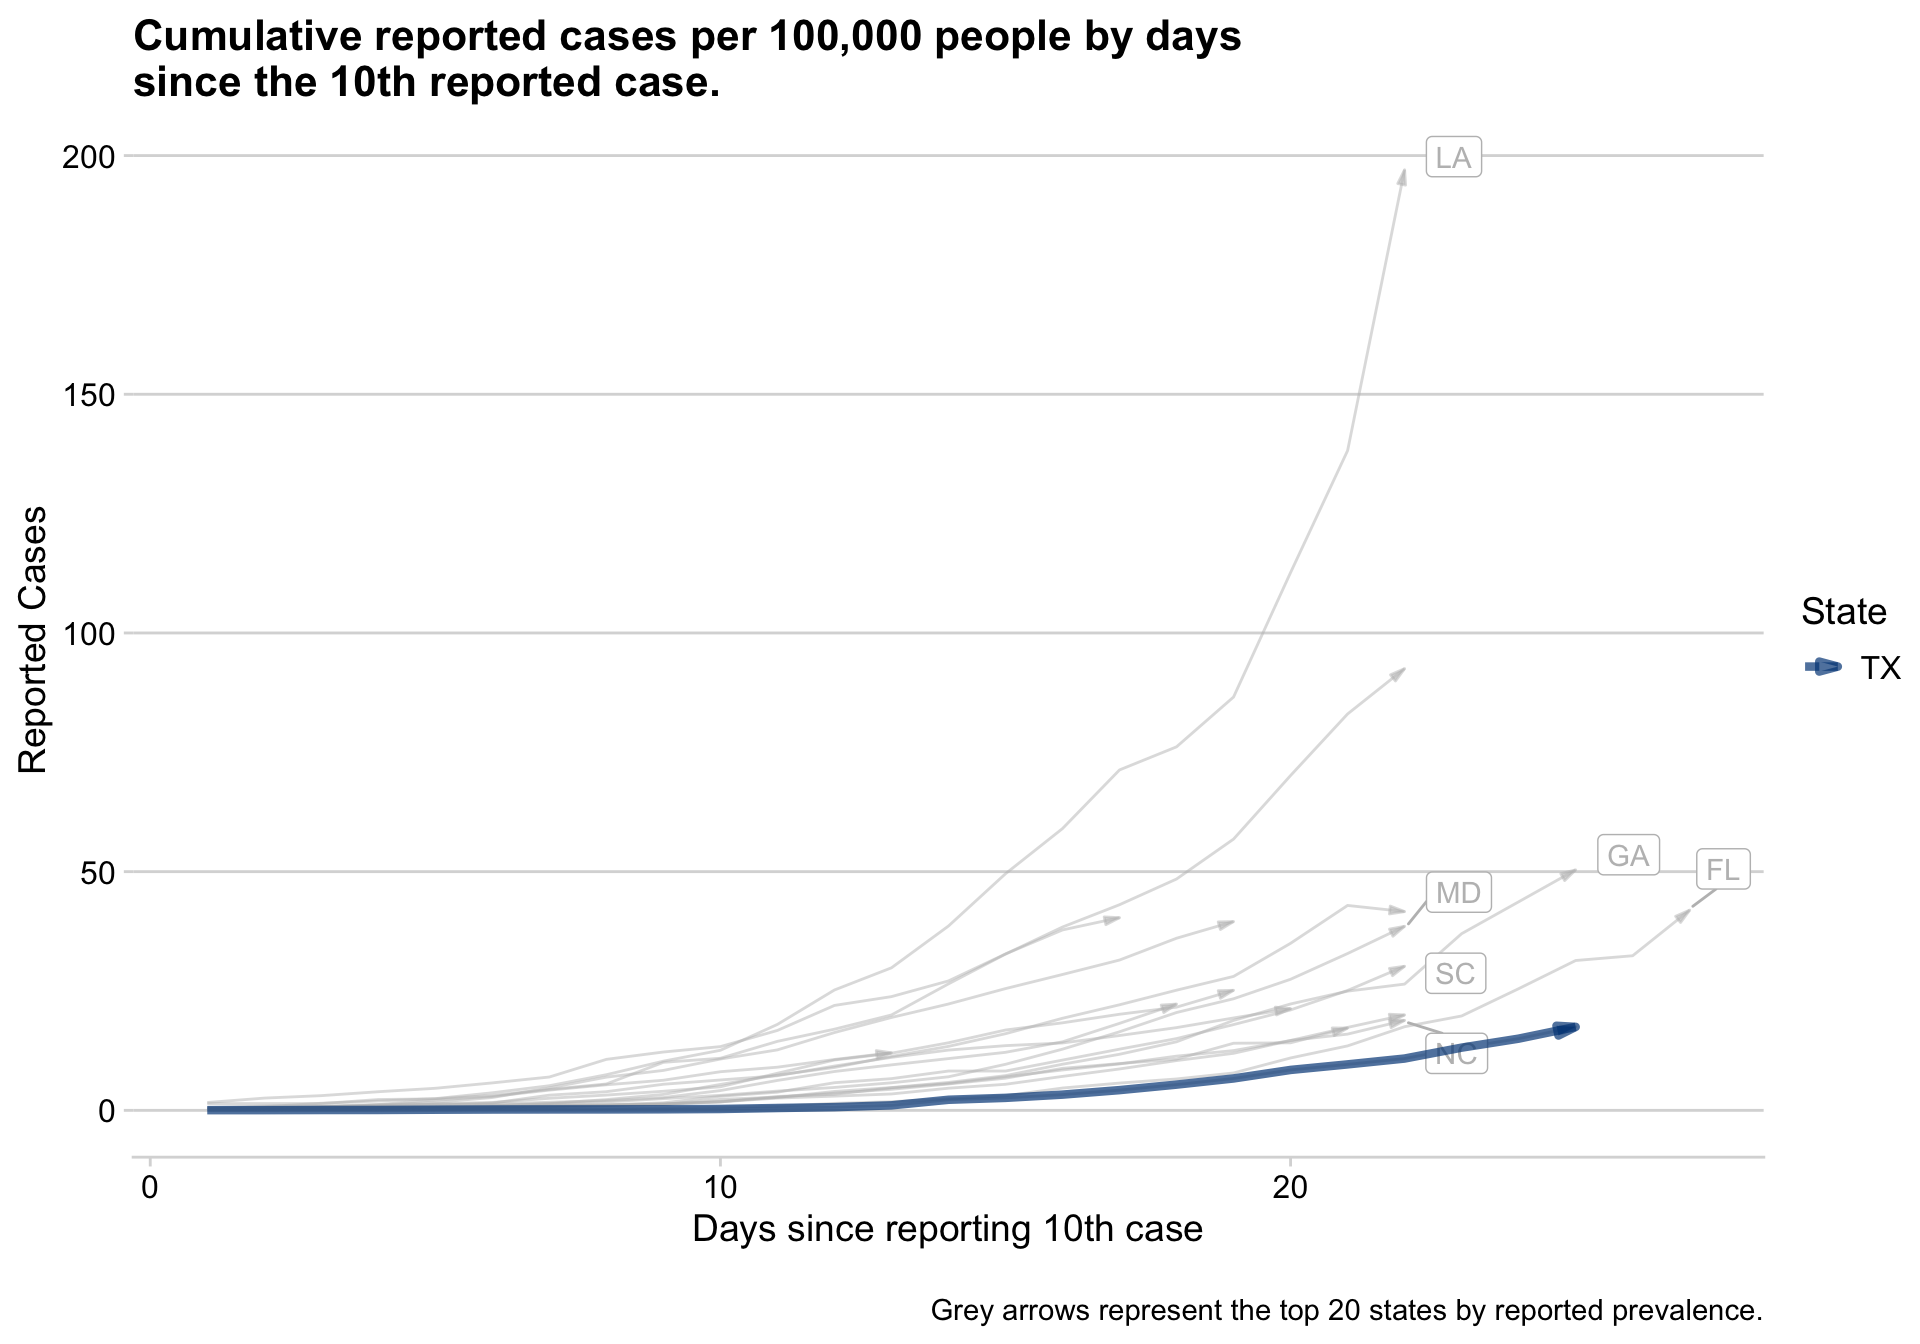 Cumulative reported cases per 100,000 people by days
since the 10th reported case.
200
150
100
50
0
Reported Cases
LA
GA
FL
MD
SC
NC
State
TX
0
10
20
Days since reporting 10th case
Grey arrows represent the top 20 states by reported prevalence.